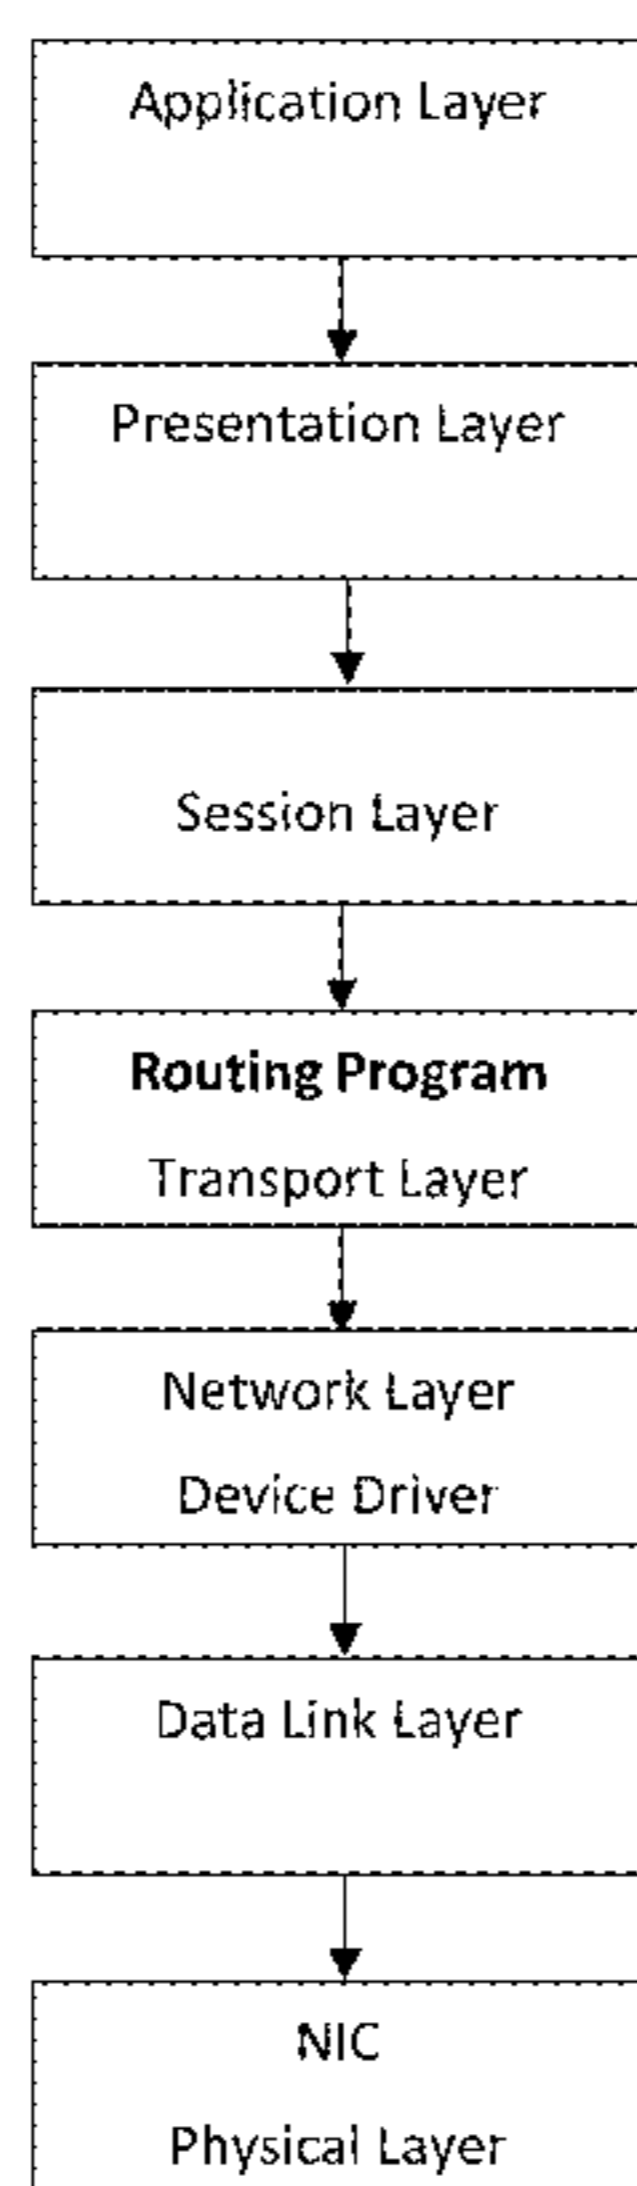 Application Layer
Presentation Layer
Session Layer
Routing Program
Transport Layer
Network Layer
Device Driver
Data Link Layer
NIC
Physical Layer